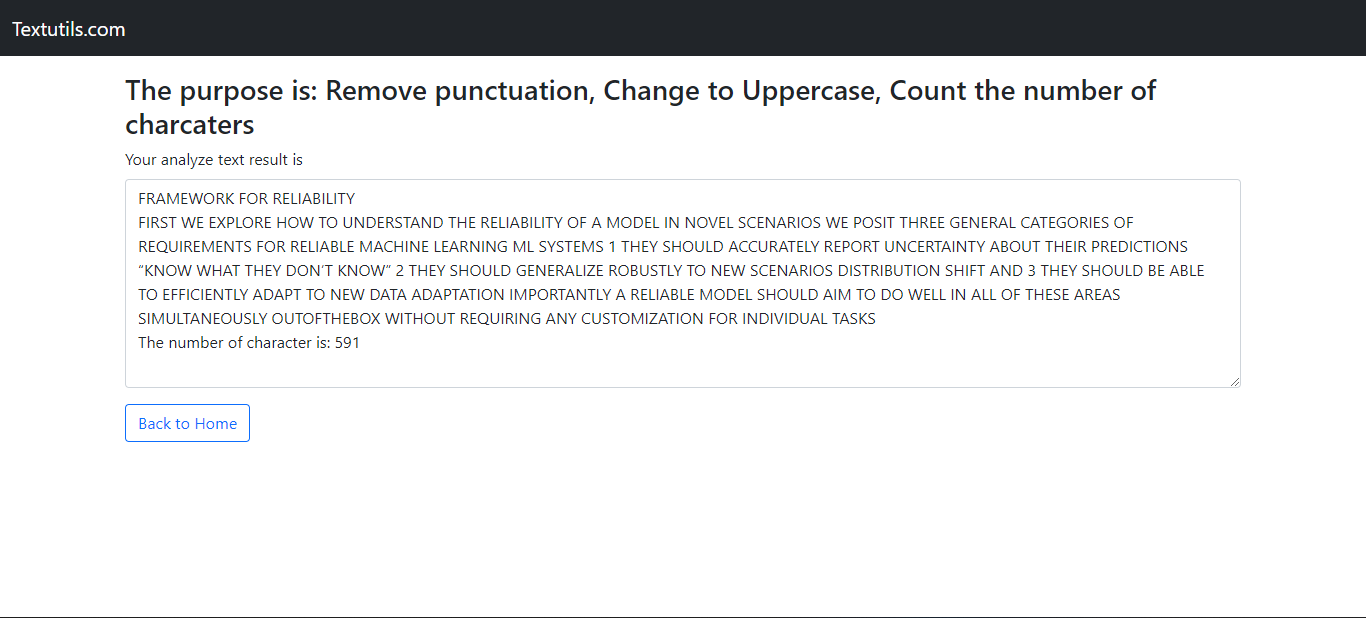 Textutils.com
The purpose is: Remove punctuation, Change to Uppercase, Count the number of
charcaters
Your analyze text result is
FRAMEWORK FOR RELIABILITY
FIRST WE EXPLORE HOW TO UNDERSTAND THE RELIABILITY OF A MODEL IN NOVEL SCENARIOS WE POSIT THREE GENERAL CATEGORIES OF
REQUIREMENTS FOR RELIABLE MACHINE LEARNING ML SYSTEMS 1 THEY SHOULD ACCURATELY REPORT UNCERTAINTY ABOUT THEIR PREDICTIONS
“KNOW WHAT THEY DON’T KNOW” 2 THEY SHOULD GENERALIZE ROBUSTLY TO NEW SCENARIOS DISTRIBUTION SHIFT AND 3 THEY SHOULD BE ABLE
TO EFFICIENTLY ADAPT TO NEW DATA ADAPTATION IMPORTANTLY A RELIABLE MODEL SHOULD AIM TO DO WELL IN ALL OF THESE AREAS
SIMULTANEOUSLY OUTOFTHEBOX WITHOUT REQUIRING ANY CUSTOMIZATION FOR INDIVIDUAL TASKS
The number of character is: 591
Back to Home